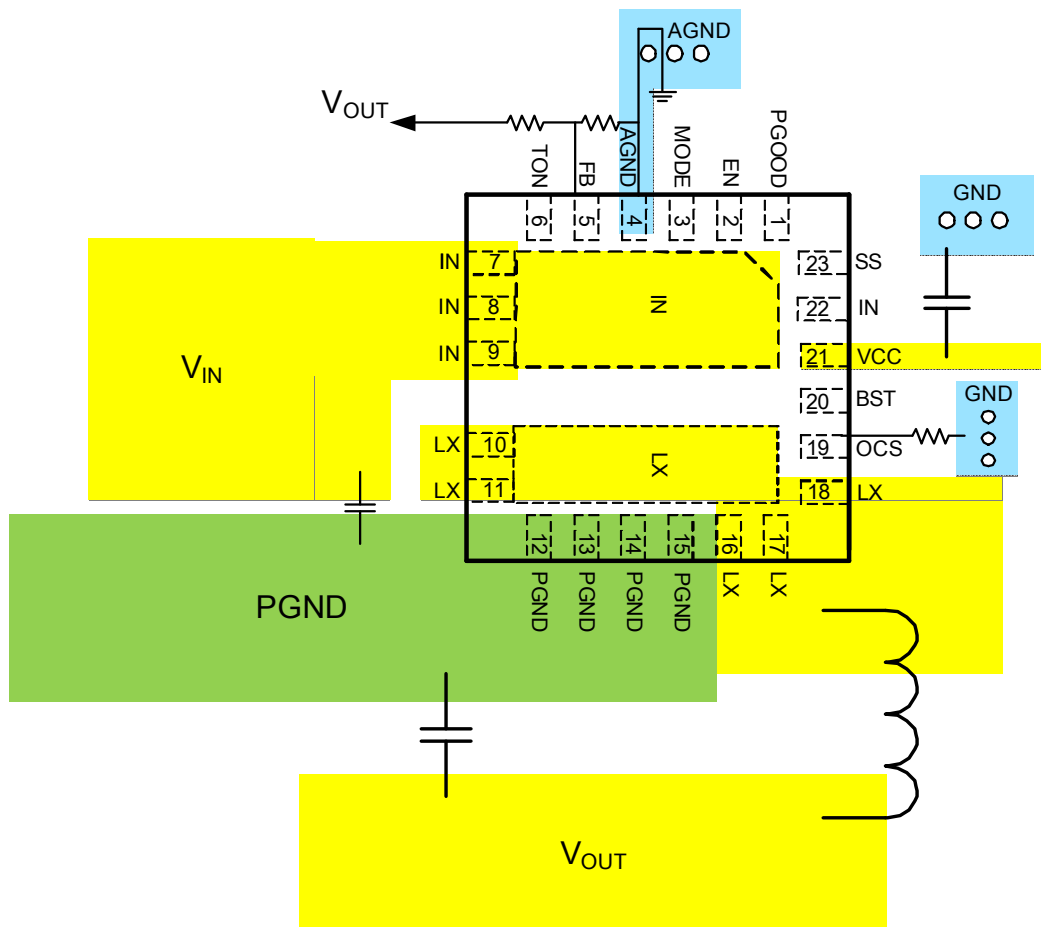 AGND
VOUT
TON
FB
AGND
MODE
EN
PGOOD
6
5
4
3
2
1
GND
IN
7
23
SS
IN
8
IN
22
IN
IN
9
21
VCC
VIN
20
BST
GND
LX
10
LX
19
OCS
LX
11
18
LX
12
13
14
15
16
17
PGND
PGND
PGND
PGND
LX
LX
PGND
VOUT